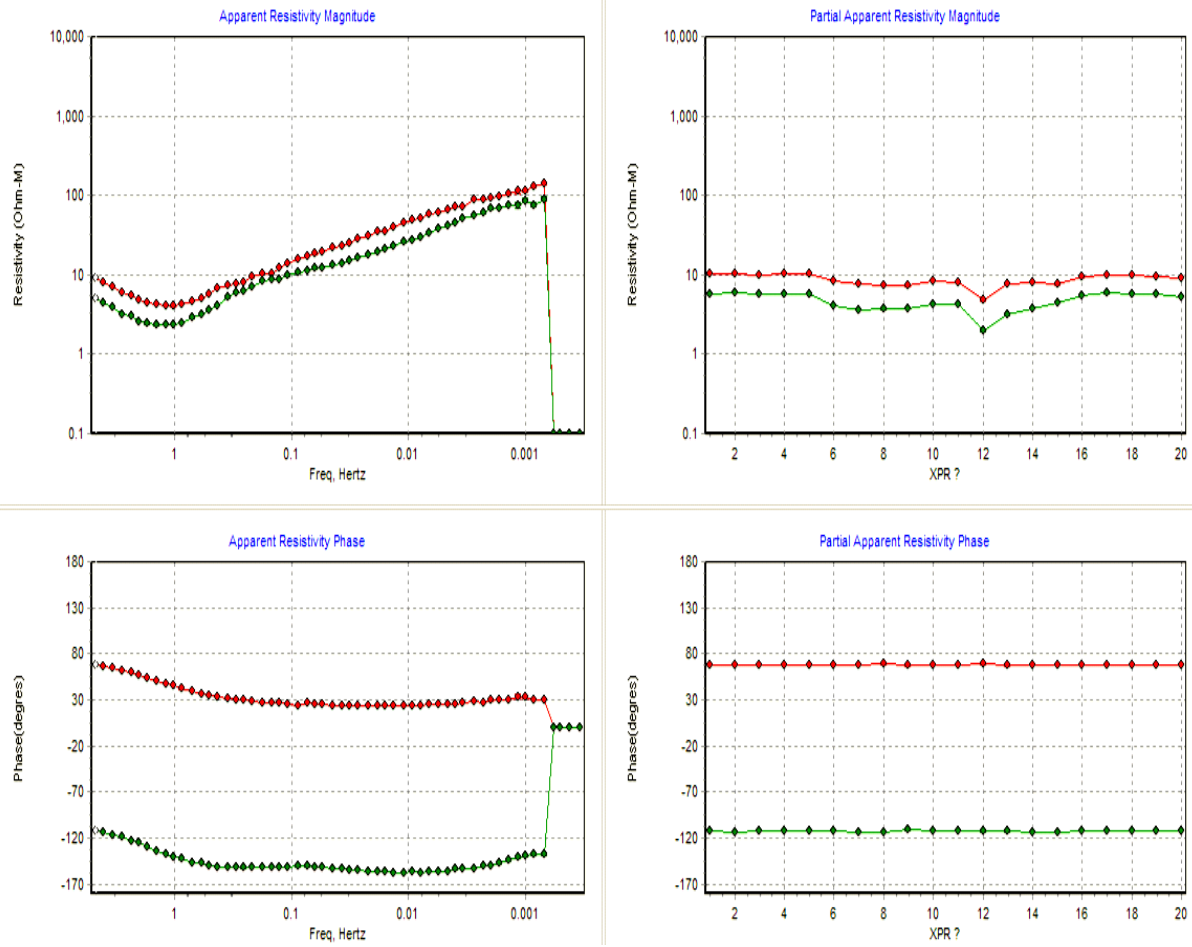 Apparent Resistivity Magnitude
10,000
1,000
100
10
1
0.1
Resistivity (Ohm-M)
1 0.1 0.01 0.001
Freq, Hertz
Partial Apparent Resistivity Magnitude
10,000
1,000
100
10
1
0.1
Resistivity (Ohm-M)
2 4 6 8 10 12 14 16 18 20
XPR ?
Apparent Resistivity Phase
180
130
80
30
-20
-70
-120
-170
Phase(degres)
1 0.1 0.01 0.001
Freq, Hertz
Partial Apparent Resistivity Phase
180
130
80
30
-20
-70
-120
-170
Phase(degres)
2 4 6 8 10 12 14 16 18 20
XPR ?